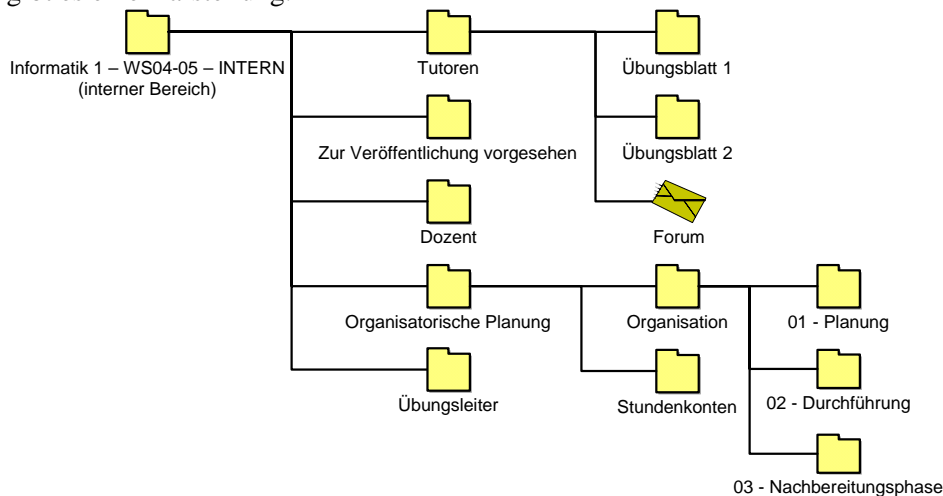 Informatik 1 – WS04-05 – INTERN
(interner Bereich)
Tutoren
Übungsblatt 1
Zur Veröffentlichung vorgesehen
Übungsblatt 2
Dozent
Forum
Organisatorische Planung
Organisation
01 - Planung
Übungsleiter
Stundenkonten
02 - Durchführung
03 - Nachbereitungsphase